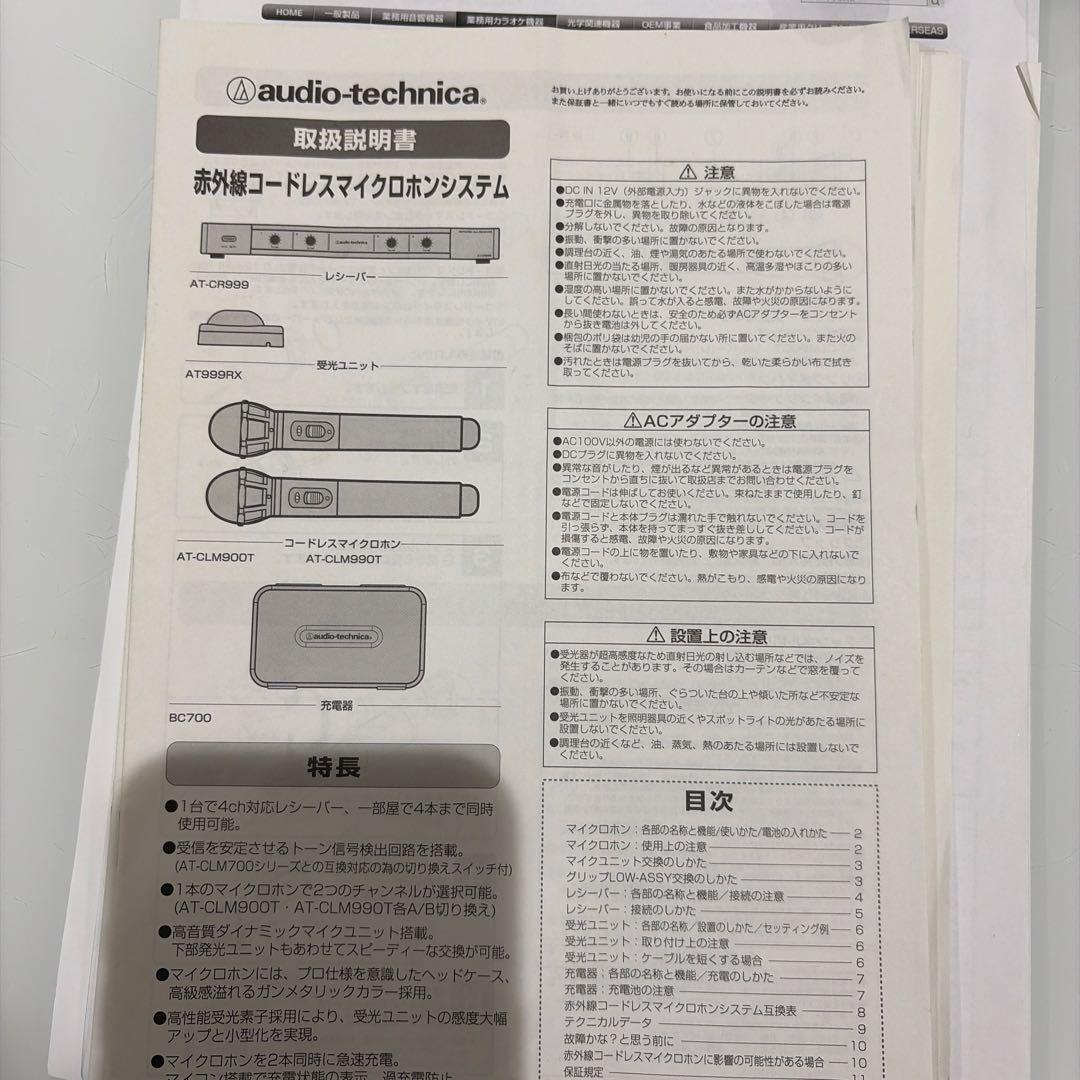 HOME
一般製品
業務用音響機器
業務用カラオケ機器
光学関連機器
OEM事業
食品加工機器
ERSEAS
audio-technica®
取扱説明書
赤外線コードレスマイクロホンシステム
audio-technica
レシーバー
AT-CR999
受光ユニット
AT999RX
コードレスマイクロホン
AT-CLM900T
AT-CLM990T
audio-technica®
充電器
BC700
特長
●1台で4ch対応レシーバー、一部屋で4本まで同時
使用可能。
●受信を安定させるトーン信号検出回路を搭載。
(AT-CLM700シリーズとの互換対応の為の切り換えスイッチ付)
●1本のマイクロホンで2つのチャンネルが選択可能。
(AT-CLM900T・AT-CLM990T各A/B切り換え)
●高音質ダイナミックマイクユニット搭載。
下部発光ユニットもあわせてスピーディーな交換が可能。
●マイクロホンには、プロ仕様を意識したヘッドケース、
高級感溢れるガンメタリックカラー採用。
●高性能受光素子採用により、受光ユニットの感度大幅
アップと小型化を実現。
●マイクロホンを2本同時に急速充電。
マイコン搭載で充電状態の表示、過充電防止
お買い上げありがとうございます。お使いになる前にこの説明書を必ずお読みください。
また保証書と一緒にいつでもすぐ読める場所に保管しておいてください。
⚠ 注意
●DC IN 12V（外部電源入力）ジャックに異物を入れないでください。
●充電口に金属物を落としたり、水などの液体をこぼした場合は電源
プラグを外し、異物を取り除いてください。
●分解しないでください。故障の原因となります。
●振動、衝撃の多い場所に置かないでください。
●調理台の近く、油、煙や湯気のあたる場所で使わないでください。
●直射日光の当たる場所、暖房器具の近く、高温多湿やほこりの多い
場所に置かないでください。
●湿度の高い場所に置かないでください。また水がかからないように
してください。誤って水が入ると感電、故障や火災の原因になります。
●長い間使わないときは、安全のため必ずACアダプターをコンセント
から抜き電池は外してください。
●梱包のポリ袋は幼児の手の届かない所に置いてください。また火の
そばに置かないでください。
●汚れたときは電源プラグを抜いてから、乾いた柔らかい布で拭き
取ってください。
⚠ACアダプターの注意
●AC100V以外の電源には使わないでください。
●DCプラグに異物を入れないでください。
●異常な音がしたり、煙が出るなど異常があるときは電源プラグを
コンセントから直ちに抜いて取扱店までお問い合わせください。
●電源コードは伸ばしてお使いください。束ねたままで使用したり、釘
などで固定しないでください。
●電源コードと本体プラグは濡れた手で触れないでください。コードを
引っ張らず、本体を持ってまっすぐ抜き差ししてください。コードが
損傷すると感電、故障や火災の原因になります。
●電源コードの上に物を置いたり、敷物や家具などの下に入れないで
ください。
●布などで覆わないでください。熱がこもり、感電や火災の原因になり
ます。
⚠ 設置上の注意
●受光器が超高感度なため直射日光の射し込む場所などでは、ノイズを
発生することがあります。その場合はカーテンなどで窓を覆って
ください。
●振動、衝撃の多い場所、ぐらついた台の上や傾いた所など不安定な
場所に置かないでください。
●受光ユニットを照明器具の近くやスポットライトの光があたる場所に
設置しないでください。
●調理台の近くなど、油、蒸気、熱のあたる場所には設置しないで
ください。
目次
マイクロホン：各部の名称と機能/使いかた/電池の入れかた — 2
マイクロホン：使用上の注意 — 2
マイクユニット交換のしかた — 3
グリップLOW-ASSY交換のしかた — 3
レシーバー：各部の名称と機能／接続の注意 — 4
レシーバー：接続のしかた — 5
受光ユニット：各部の名称／設置のしかた／セッティング例 — 6
受光ユニット：取り付け上の注意 — 6
受光ユニット：ケーブルを短くする場合 — 6
充電器：各部の名称と機能／充電のしかた — 7
充電器：充電池の注意 — 7
赤外線コードレスマイクロホンシステム互換表 — 8
テクニカルデータ — 9
故障かな？と思う前に — 10
赤外線コードレスマイクロホンに影響の可能性がある場合 — 10
保証規定 — 11